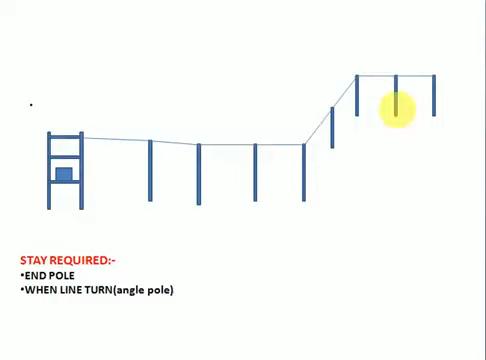 STAY REQUIRED:-
•END POLE
•WHEN LINE TURN(angle pole)